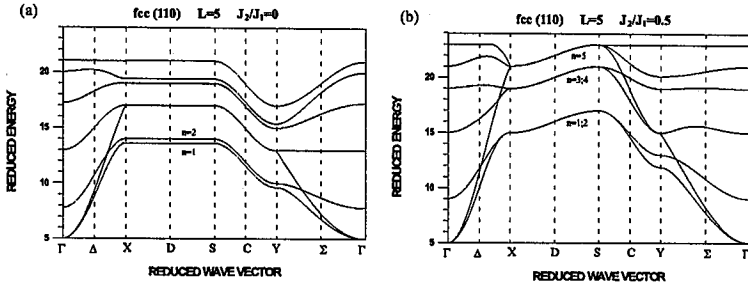 (a) fcc (110) L=5 J₂/J₁=0
REDUCED ENERGY
20
15
10
5
n=2
n=1
Γ Δ X D S C Y Σ Γ
REDUCED WAVE VECTOR
(b) fcc (110) L=5 J₂/J₁=0.5
REDUCED ENERGY
20
15
10
5
n=5
n=3;4
n=1;2
Γ Δ X D S C Y Σ Γ
REDUCED WAVE VECTOR